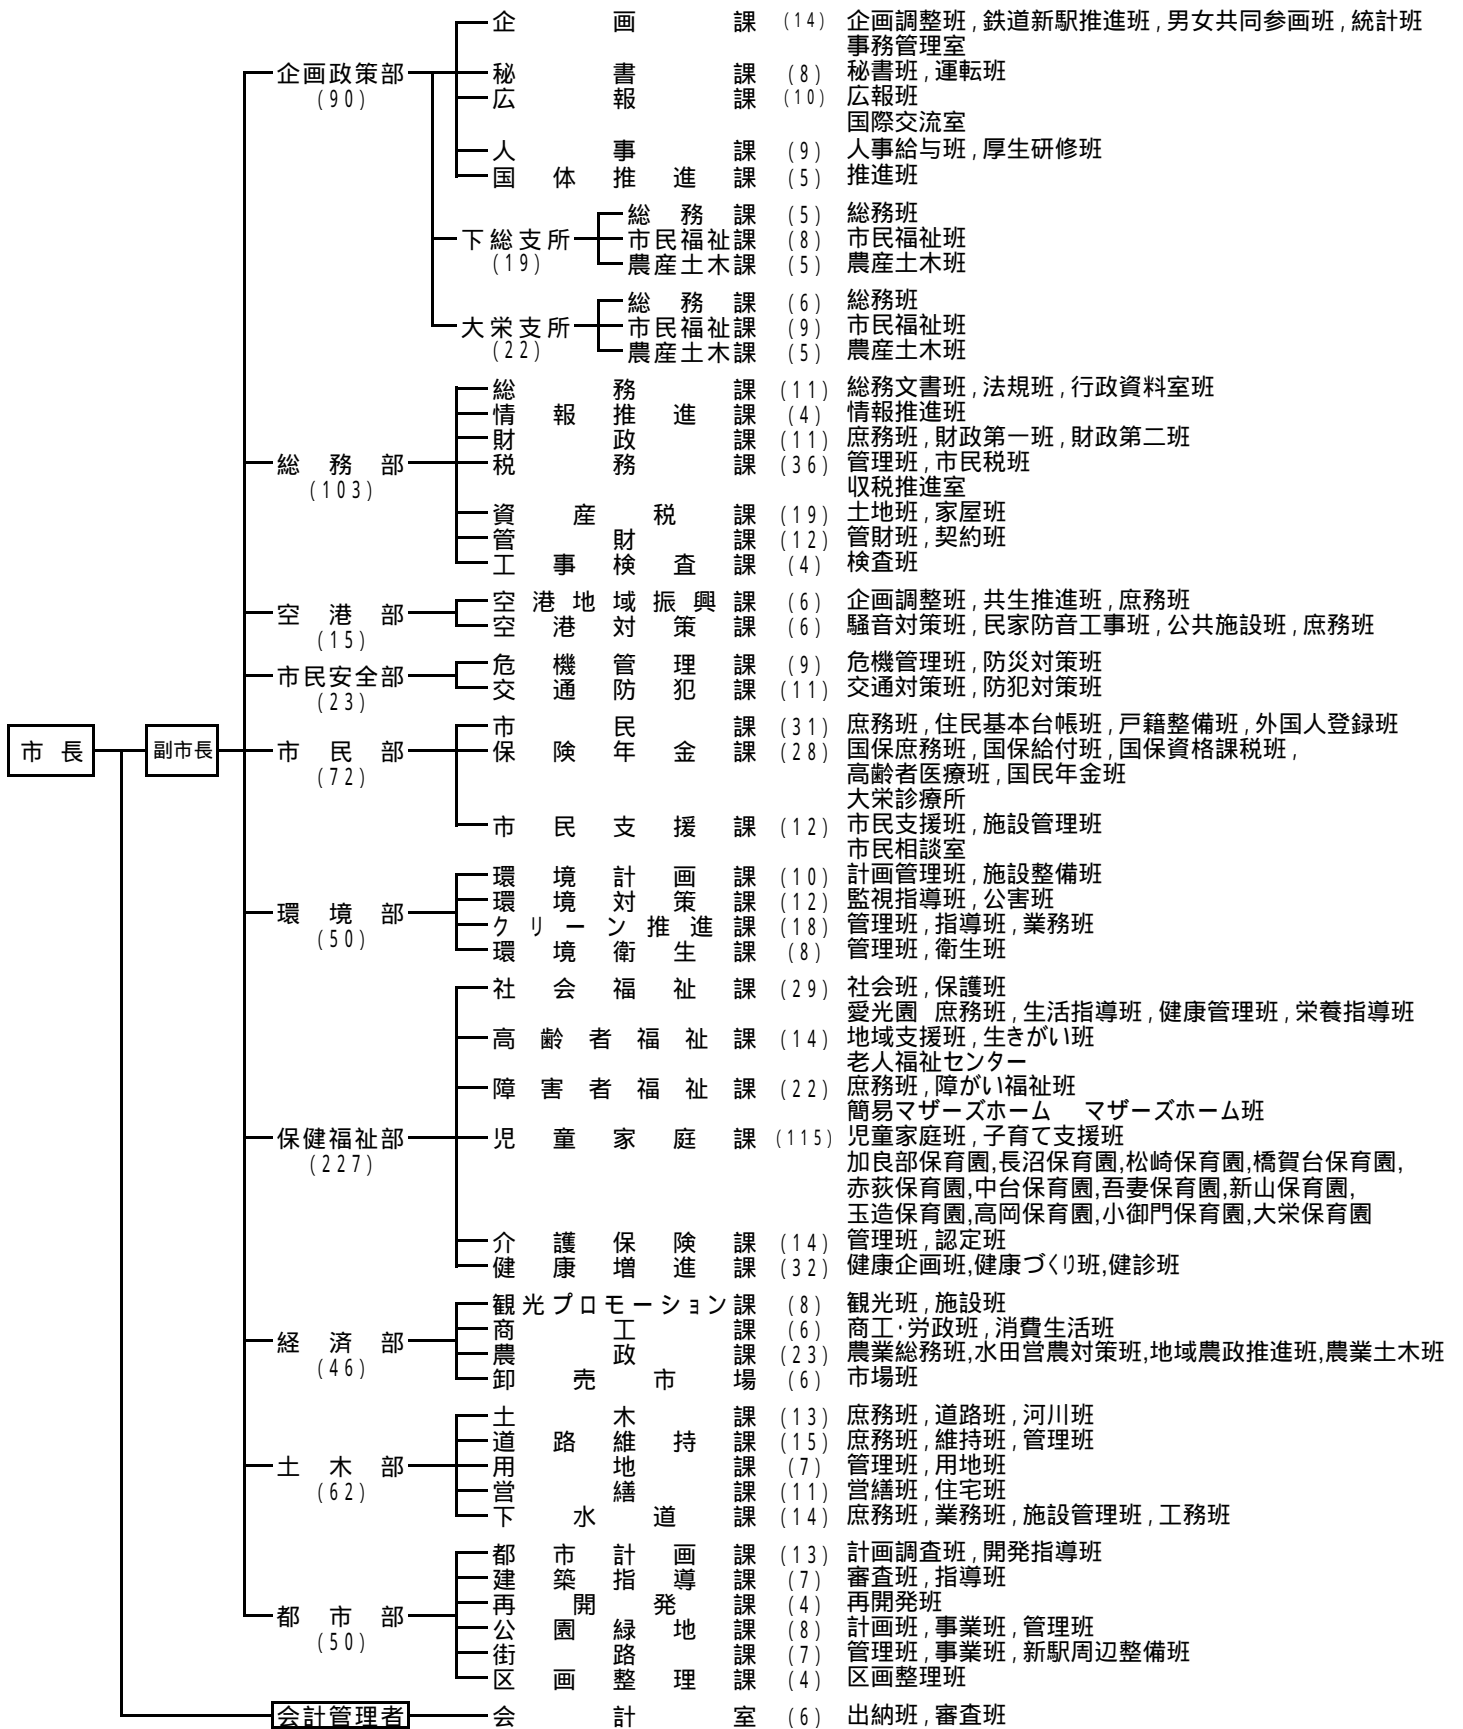 企画課 (14) 企画調整班,鉄道新駅推進班,男女共同参画班,統計班
事務管理室
企画政策部 秘書課 (8) 秘書班,運転班
(90) 広報課 (10) 広報班
国際交流室
人事課 (9) 人事給与班,厚生研修班
国体推進課 (5) 推進班
総務課 (5) 総務班
下総支所 市民福祉課 (8) 市民福祉班
(19) 農産土木課 (5) 農産土木班
総務課 (6) 総務班
大栄支所 市民福祉課 (9) 市民福祉班
(22) 農産土木課 (5) 農産土木班
総務課 (11) 総務文書班,法規班,行政資料室班
情報推進課 (4) 情報推進班
財政課 (11) 庶務班,財政第一班,財政第二班
総務部 税務課 (36) 管理班,市民税班
(103) 収税推進室
資産税課 (19) 土地班,家屋班
管財課 (12) 管財班,契約班
工事検査課 (4) 検査班
空港部 空港地域振興課 (6) 企画調整班,共生推進班,庶務班
(15) 空港対策課 (6) 騒音対策班,民家防音工事班,公共施設班,庶務班
市民安全部 危機管理課 (9) 危機管理班,防災対策班
(23) 交通防犯課 (11) 交通対策班,防犯対策班
市民課 (31) 庶務班,住民基本台帳班,戸籍整備班,外国人登録班
市長 副市長 市民部 保険年金課 (28) 国保庶務班,国保給付班,国保資格課税班,
(72) 高齢者医療班,国民年金班
大栄診療所
市民支援課 (12) 市民支援班,施設管理班
市民相談室
環境計画課 (10) 計画管理班,施設整備班
環境部 環境対策課 (12) 監視指導班,公害班
(50) クリーン推進課 (18) 管理班,指導班,業務班
環境衛生課 (8) 管理班,衛生班
社会福祉課 (29) 社会班,保護班
愛光園 庶務班,生活指導班,健康管理班,栄養指導班
高齢者福祉課 (14) 地域支援班,生きがい班
老人福祉センター
障害者福祉課 (22) 庶務班,障がい福祉班
簡易マザーズホーム マザーズホーム班
保健福祉部 児童家庭課 (115) 児童家庭班,子育て支援班
(227) 加良部保育園,長沼保育園,松崎保育園,橋賀台保育園,
赤荻保育園,中台保育園,吾妻保育園,新山保育園,
玉造保育園,高岡保育園,小御門保育園,大栄保育園
介護保険課 (14) 管理班,認定班
健康増進課 (32) 健康企画班,健康づくり班,健診班
観光プロモーション課 (8) 観光班,施設班
経済部 商工課 (6) 商工・労政班,消費生活班
(46) 農政課 (23) 農業総務班,水田営農対策班,地域農政推進班,農業土木班
卸売市場 (6) 市場班
土木課 (13) 庶務班,道路班,河川班
道路維持課 (15) 庶務班,維持班,管理班
土木部 用地課 (7) 管理班,用地班
(62) 営繕課 (11) 営繕班,住宅班
下水道課 (14) 庶務班,業務班,施設管理班,工務班
都市計画課 (13) 計画調査班,開発指導班
建築指導課 (7) 審査班,指導班
再開発課 (4) 再開発班
都市部 公園緑地課 (8) 計画班,事業班,管理班
(50) 街路課 (7) 管理班,事業班,新駅周辺整備班
区画整理課 (4) 区画整理班
会計管理者 会計室 (6) 出納班,審査班